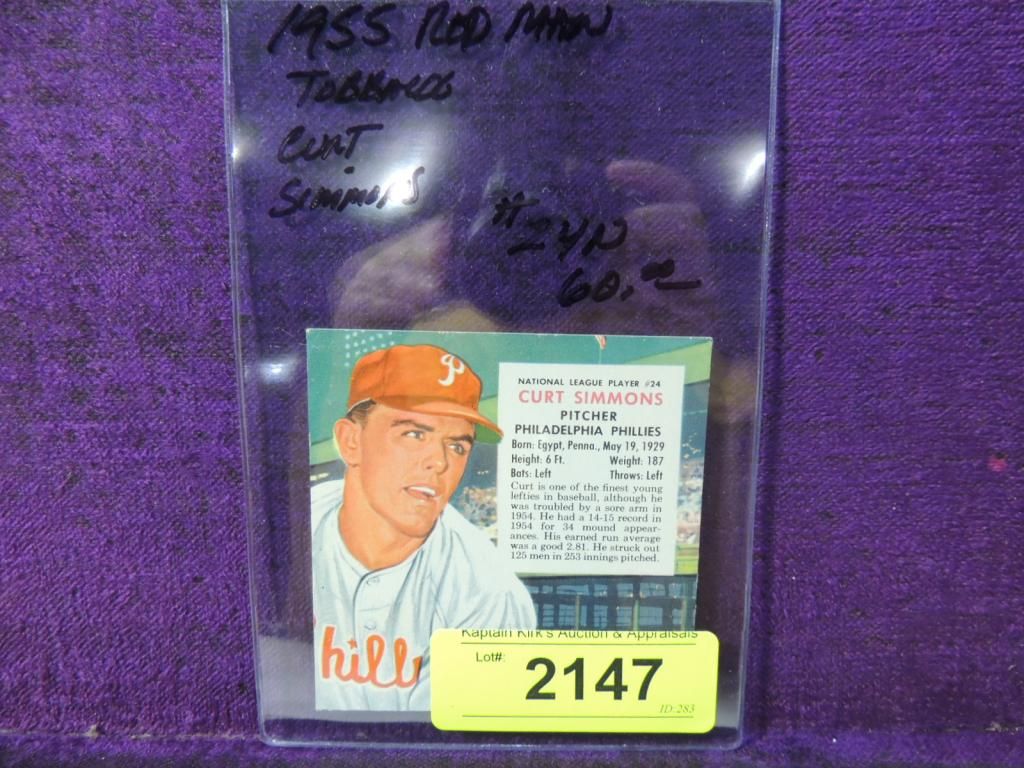 1955 RED MAN
TOBBACCO
CURT
SIMMONS
#24N
60.00
P
NATIONAL LEAGUE PLAYER #24
CURT SIMMONS
PITCHER
PHILADELPHIA PHILLIES
Born: Egypt, Penna., May 19, 1929
Height: 6 Ft. Weight: 187
Bats: Left Throws: Left
Curt is one of the finest young
lefties in baseball, although he
was troubled by a sore arm in
1954. He had a 14-15 record in
1954 for 34 mound appear-
ances. His earned run average
was a good 2.81. He struck out
125 men in 253 innings pitched.
hill
Kaptain Kirk's Auction & Appraisals
Lot#: 2147
ID:283